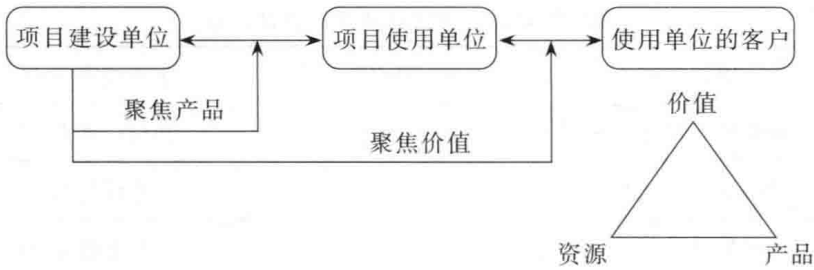 项目建设单位
项目使用单位
使用单位的客户
聚焦产品
聚焦价值
价值
资源
产品